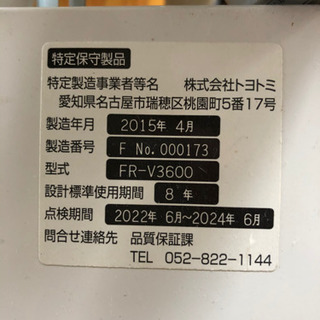 特定保守製品
特定製造事業者等名 株式会社トヨトミ
愛知県名古屋市瑞穂区桃園町5番17号
製造年月 2015年 4月
製造番号 F No.000173
型式 FR-V3600
設計標準使用期間 8 年
点検期間 2022年 6月~2024年 6月
問合せ連絡先 品質保証課
TEL 052-822-1144